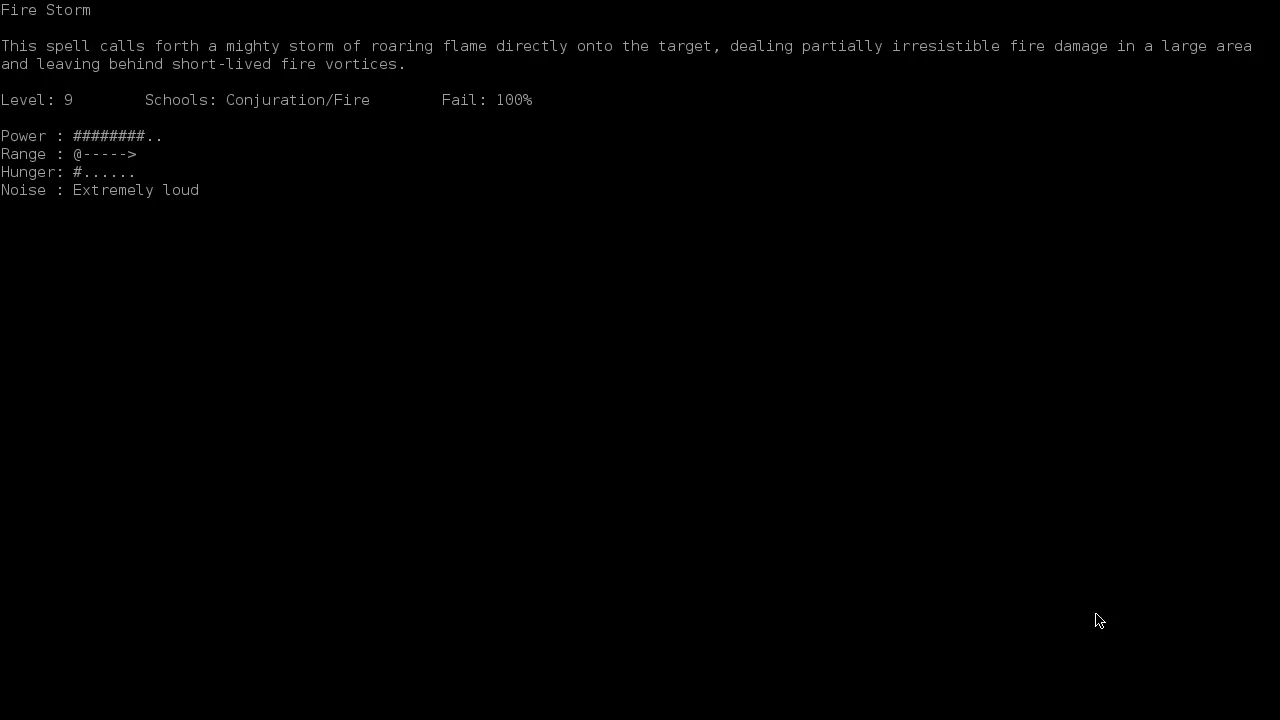 Fire Storm
This spell calls forth a mighty storm of roaring flame directly onto the target, dealing partially irresistible fire damage in a large area
and leaving behind short-lived fire vortices.
Level: 9        Schools: Conjuration/Fire        Fail: 100%
Power : ########..
Range : @----->
Hunger: #......
Noise : Extremely loud